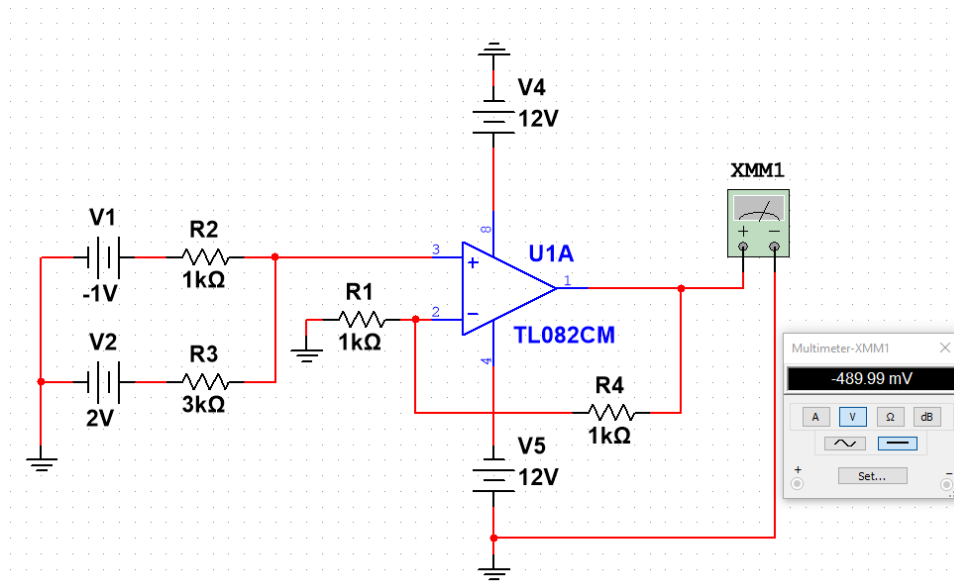 V4
12V
XMM1
+ −
V1
-1V
R2
1kΩ
3
+
8
U1A
1
R1
1kΩ
2
−
TL082CM
4
V2
2V
R3
3kΩ
R4
1kΩ
V5
12V
Multimeter-XMM1
-489.99 mV
A V Ω dB
+ −
Set...